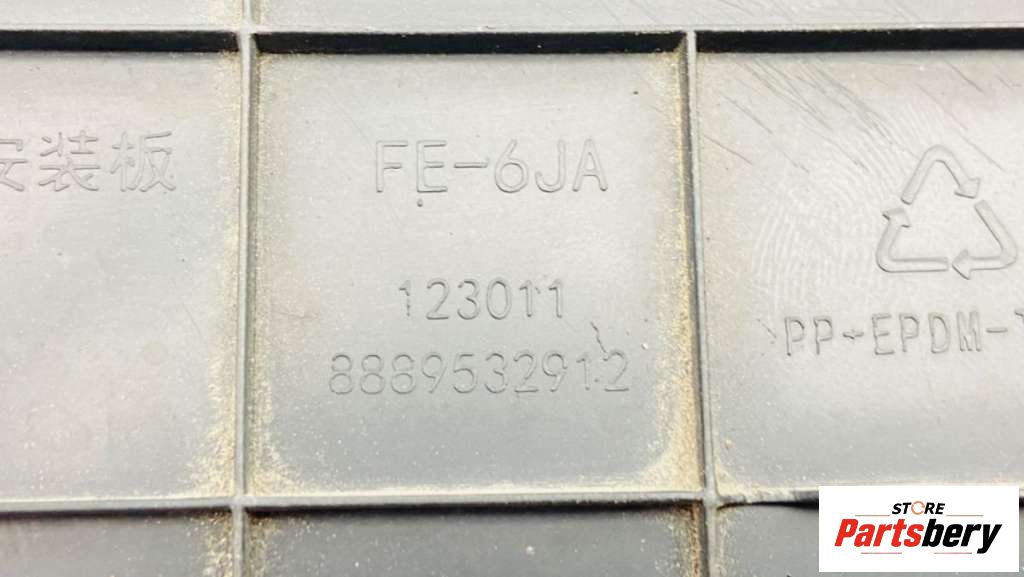 安装板
FE-6JA
123011
8889532912
PP+EPDM-T
STORE
Partsbery